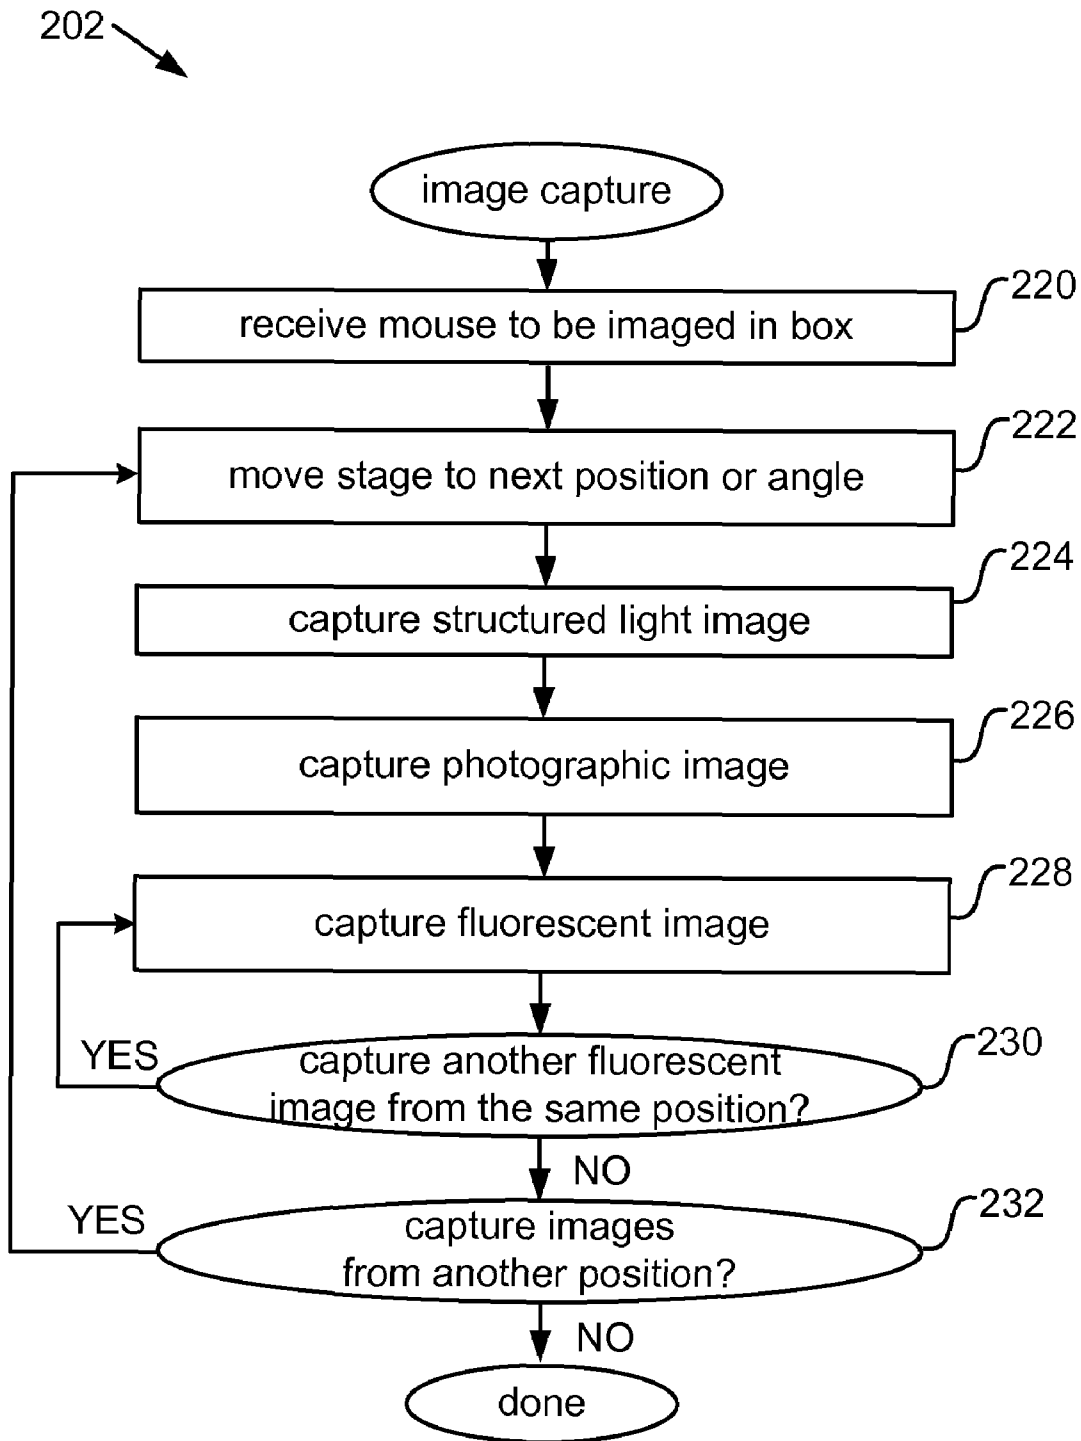 202
image capture
220
receive mouse to be imaged in box
222
move stage to next position or angle
224
capture structured light image
226
capture photographic image
228
capture fluorescent image
230
YES
capture another fluorescent
image from the same position?
NO
232
YES
capture images
from another position?
NO
done